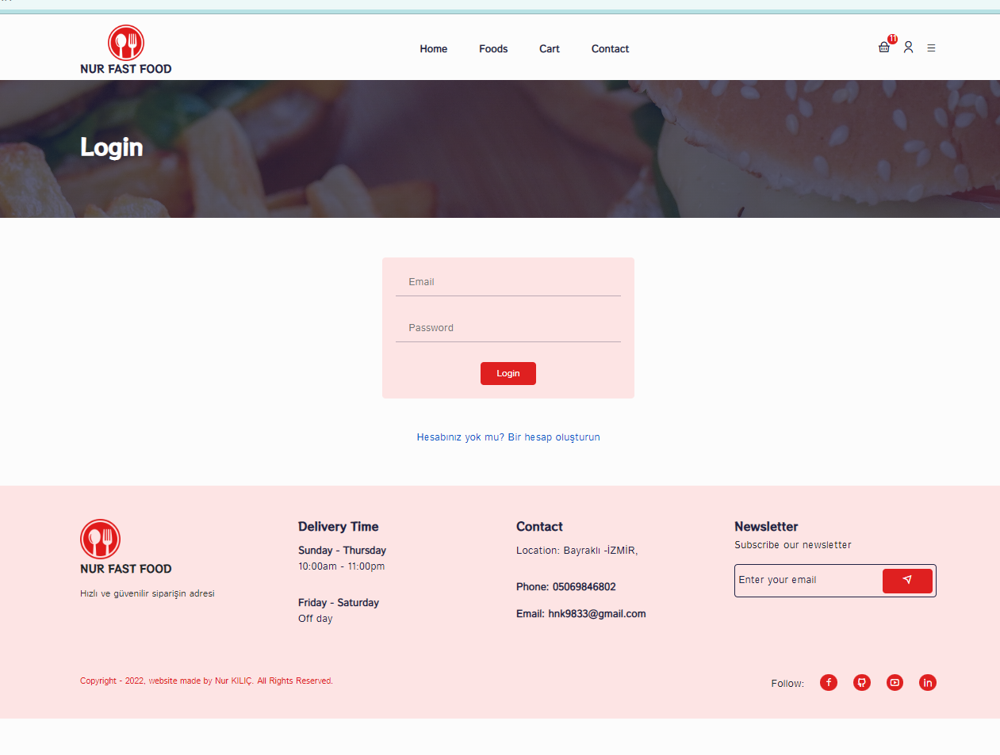 NUR FAST FOOD
Home
Foods
Cart
Contact
11
Login
Email
Password
Login
Hesabınız yok mu? Bir hesap oluşturun
NUR FAST FOOD
Hızlı ve güvenilir siparişin adresi
Delivery Time
Sunday - Thursday
10:00am - 11:00pm
Friday - Saturday
Off day
Contact
Location: Bayraklı -İZMİR,
Phone: 05069846802
Email: hnk9833@gmail.com
Newsletter
Subscribe our newsletter
Enter your email
Copyright - 2022, website made by Nur KILIÇ. All Rights Reserved.
Follow: